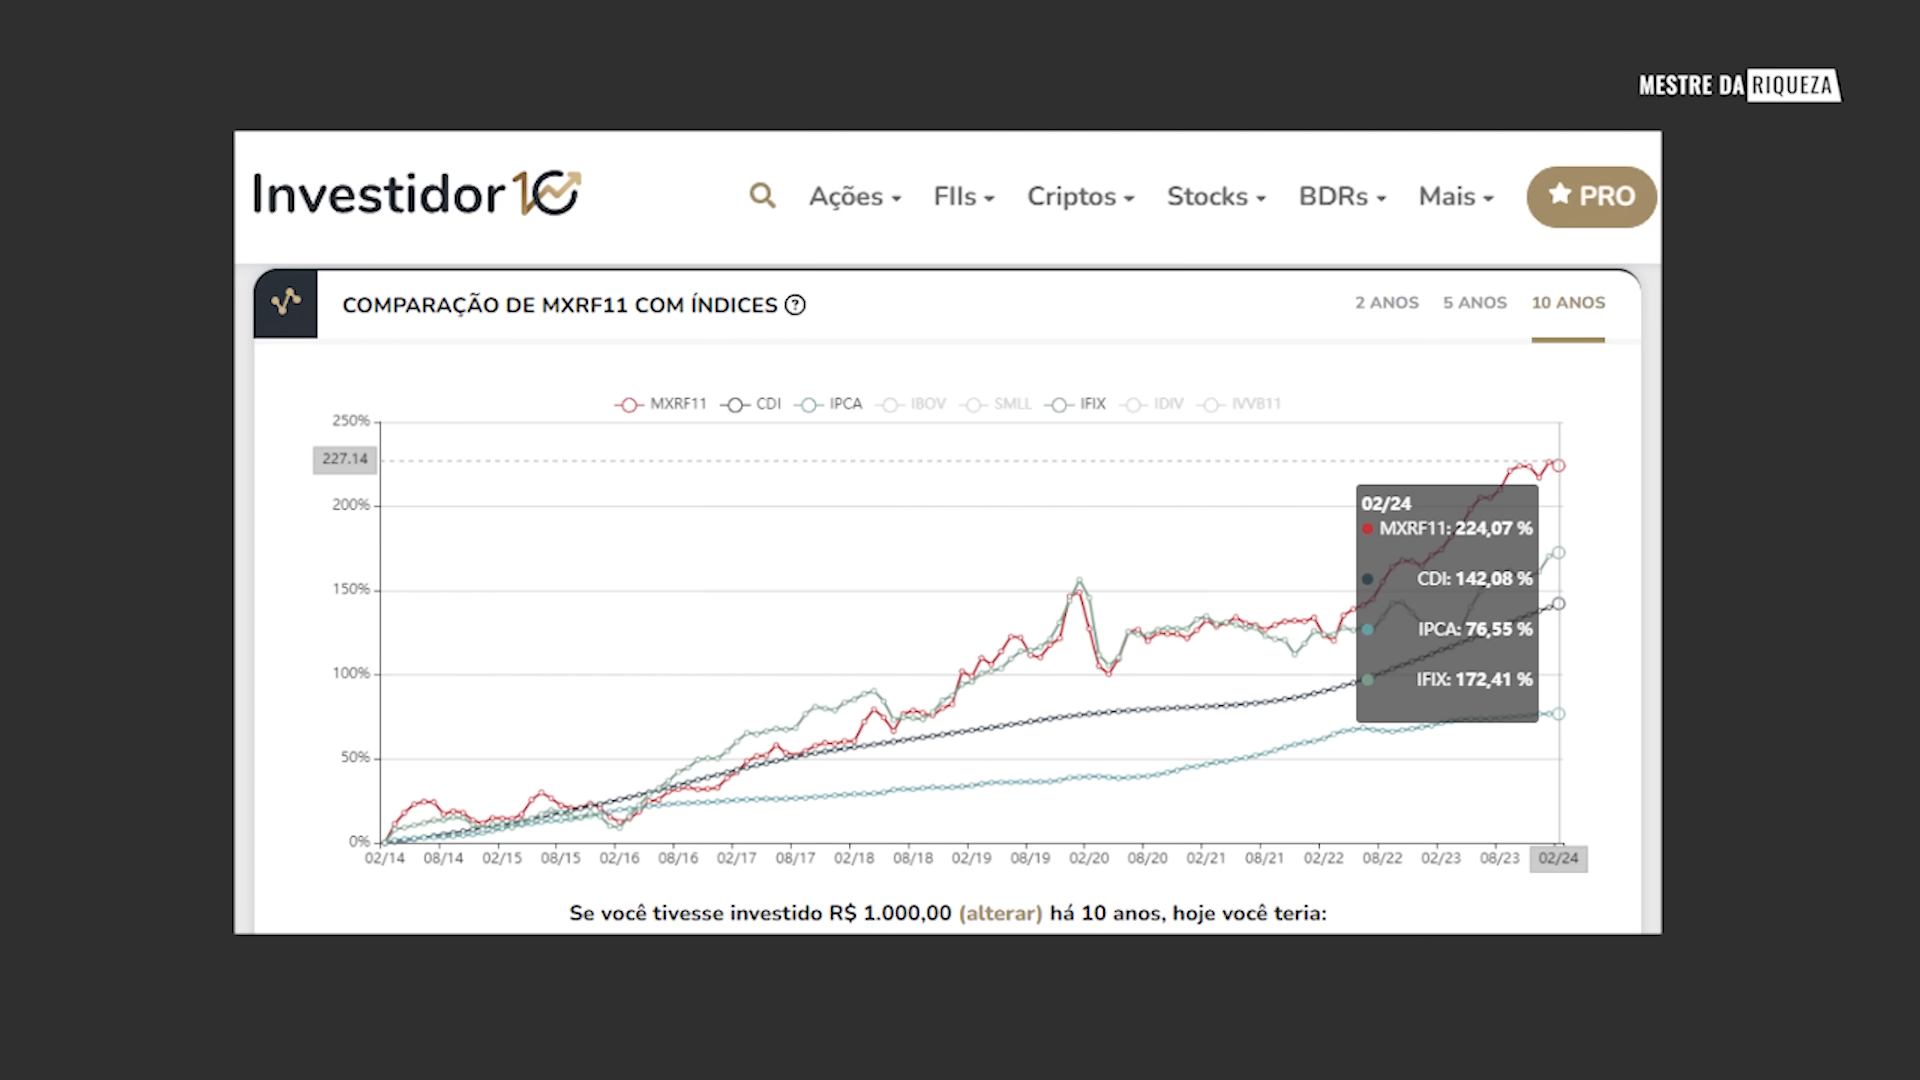 MESTRE DA RIQUEZA
Investidor 10
Ações FIIs Criptos Stocks BDRs Mais PRO
COMPARAÇÃO DE MXRF11 COM ÍNDICES ?
2 ANOS 5 ANOS 10 ANOS
MXRF11 CDI IPCA IBOV SMLL IFIX IDIV IVVB11
250%
227.14
200%
150%
100%
50%
0%
02/24
MXRF11: 224,07 %
CDI: 142,08 %
IPCA: 76,55 %
IFIX: 172,41 %
02/14 08/14 02/15 08/15 02/16 08/16 02/17 08/17 02/18 08/18 02/19 08/19 02/20 08/20 02/21 08/21 02/22 08/22 02/23 08/23 02/24
Se você tivesse investido R$ 1.000,00 (alterar) há 10 anos, hoje você teria: